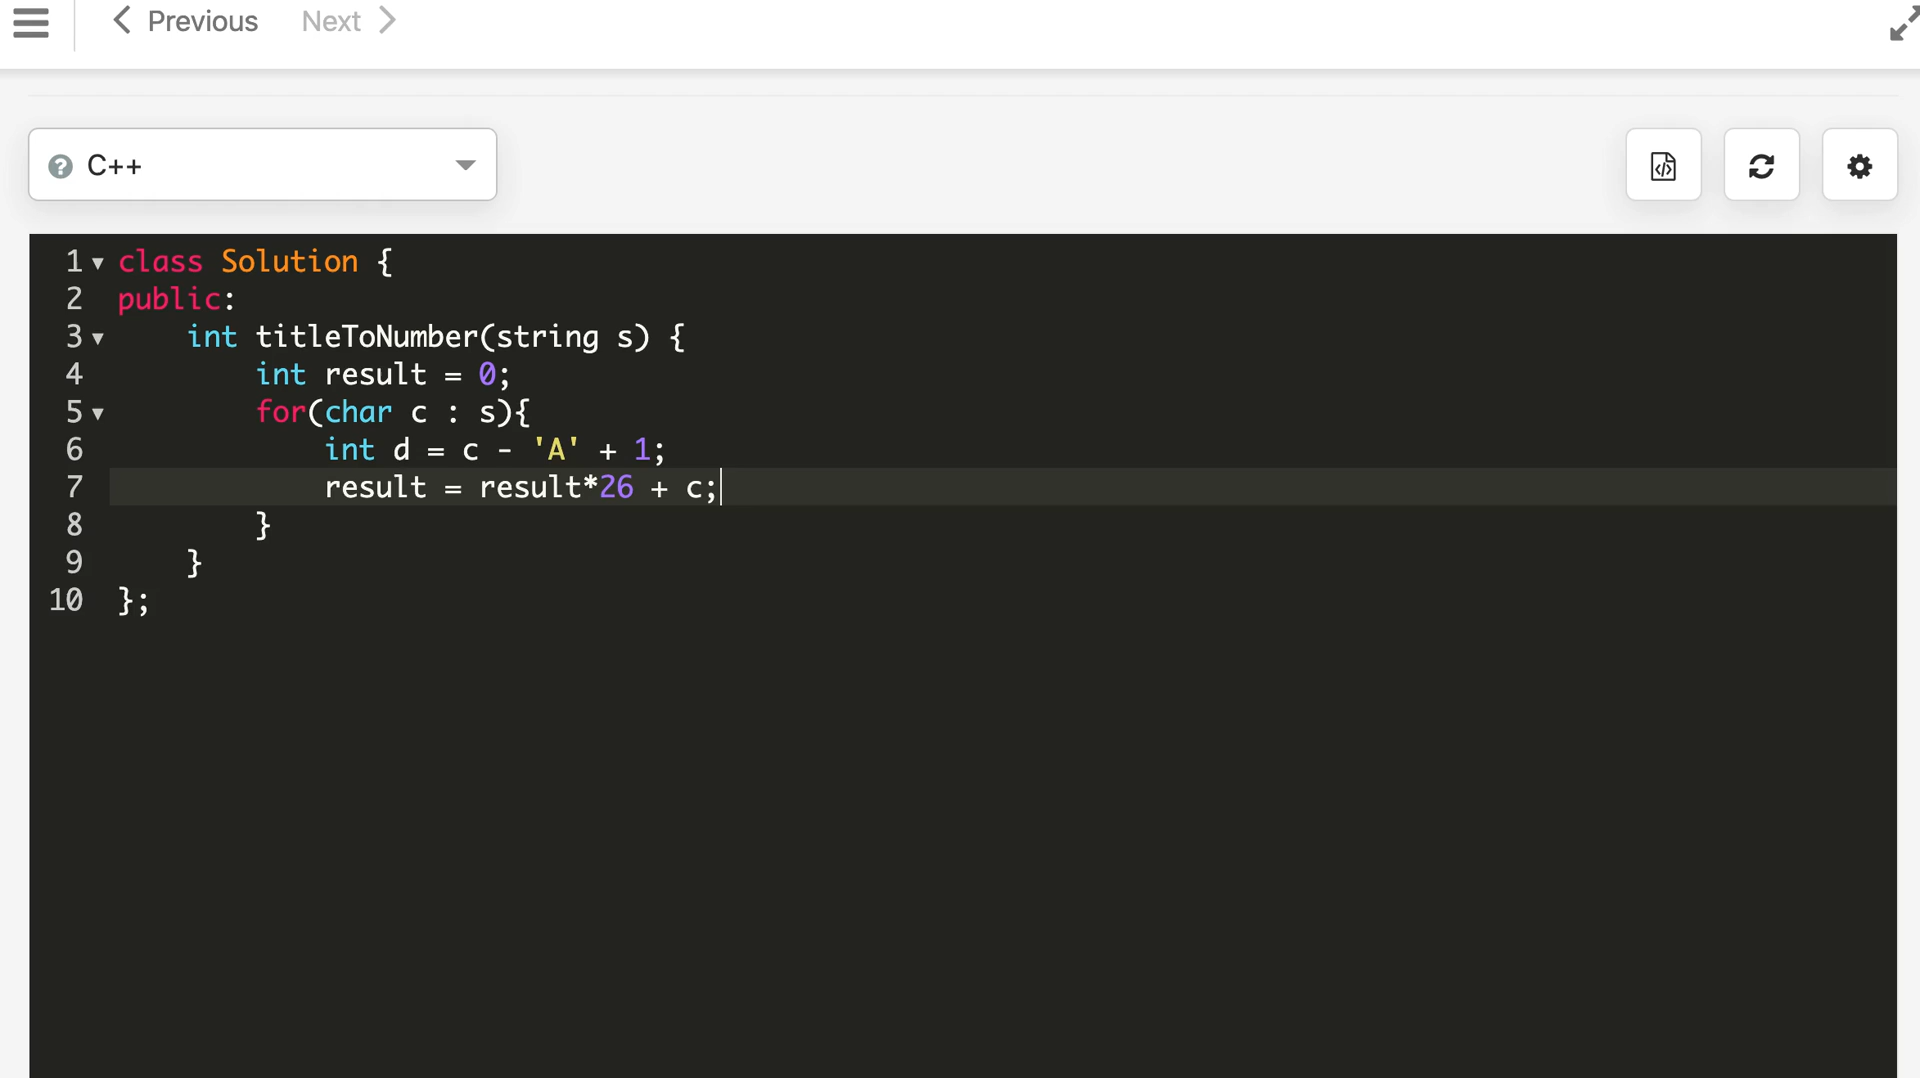 Previous Next
C++
1 class Solution {
2 public:
3 int titleToNumber(string s) {
4 int result = 0;
5 for(char c : s){
6 int d = c - 'A' + 1;
7 result = result*26 + c;
8 }
9 }
10 };